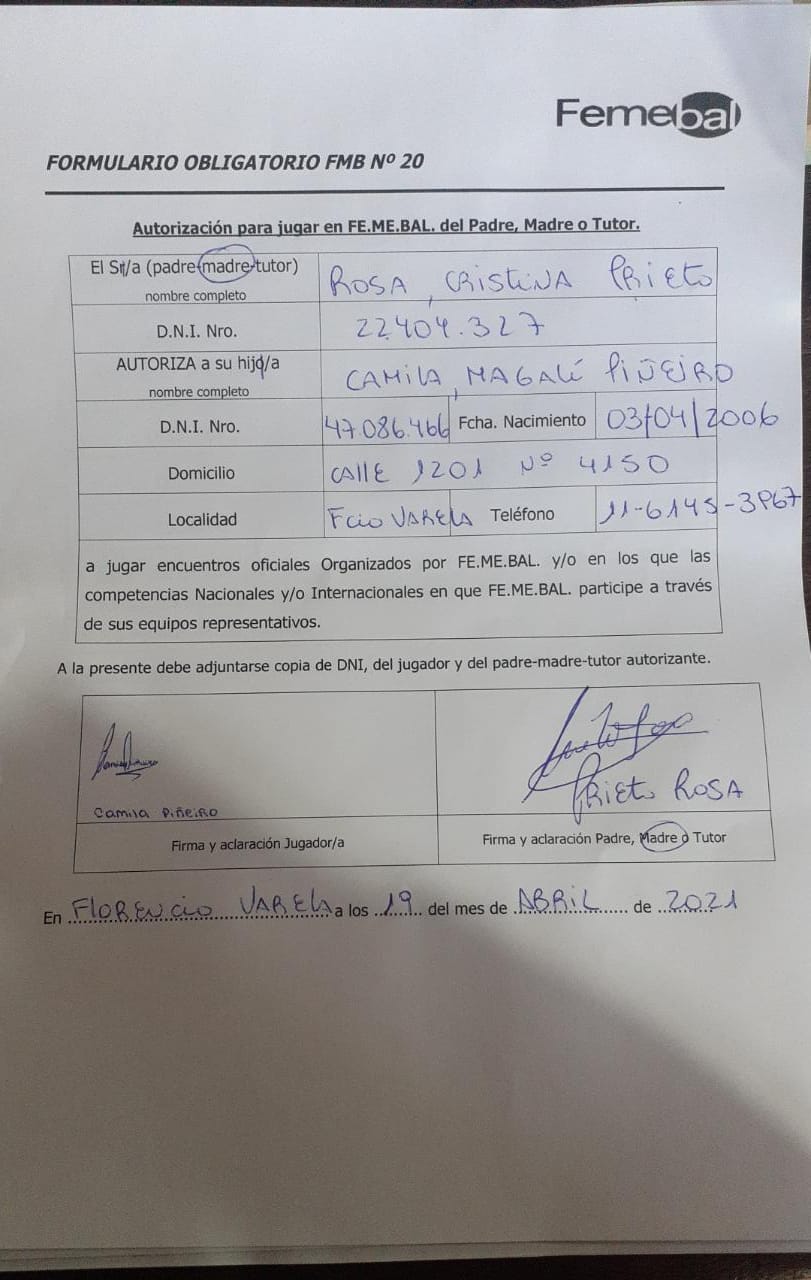 Femebal
FORMULARIO OBLIGATORIO FMB Nº 20
Autorización para jugar en FE.ME.BAL. del Padre, Madre o Tutor.
El Sr/a (padre-madre-tutor)
nombre completo
ROSA, CRISTINA PRIETO
D.N.I. Nro.
22.404.327
AUTORIZA a su hijo/a
nombre completo
CAMILA, MAGALÍ PIÑEIRO
D.N.I. Nro.
47.086.466
Fcha. Nacimiento
03/04/2006
Domicilio
CALLE 1201 Nº 4150
Localidad
Fcio VARELA
Teléfono
11-6145-3967
a jugar encuentros oficiales Organizados por FE.ME.BAL. y/o en los que las
competencias Nacionales y/o Internacionales en que FE.ME.BAL. participe a través
de sus equipos representativos.
A la presente debe adjuntarse copia de DNI, del jugador y del padre-madre-tutor autorizante.
Camila Piñeiro
PRIETO ROSA
Firma y aclaración Jugador/a
Firma y aclaración Padre, Madre o Tutor
En FLORENCIO VARELA a los 19 del mes de ABRIL de 2021